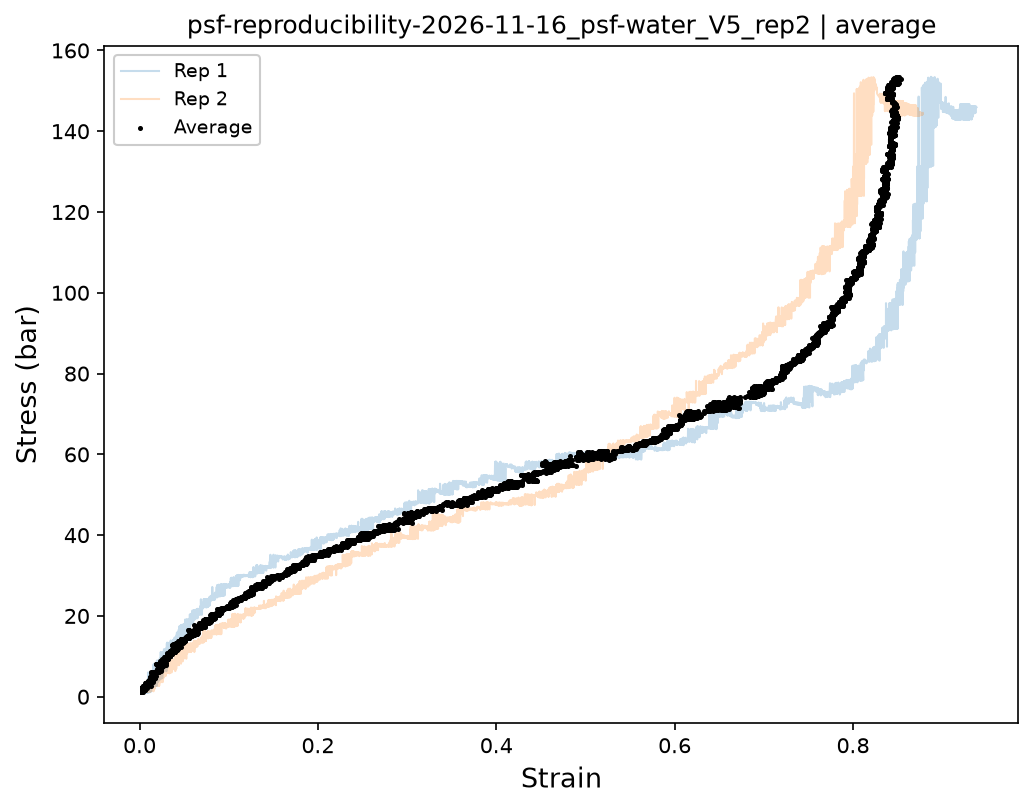 psf-reproducibility-2026-11-16_psf-water_V5_rep2 | average
Rep 1
Rep 2
Average
160
140
120
100
80
60
40
20
0
Stress (bar)
0.0 0.2 0.4 0.6 0.8
Strain